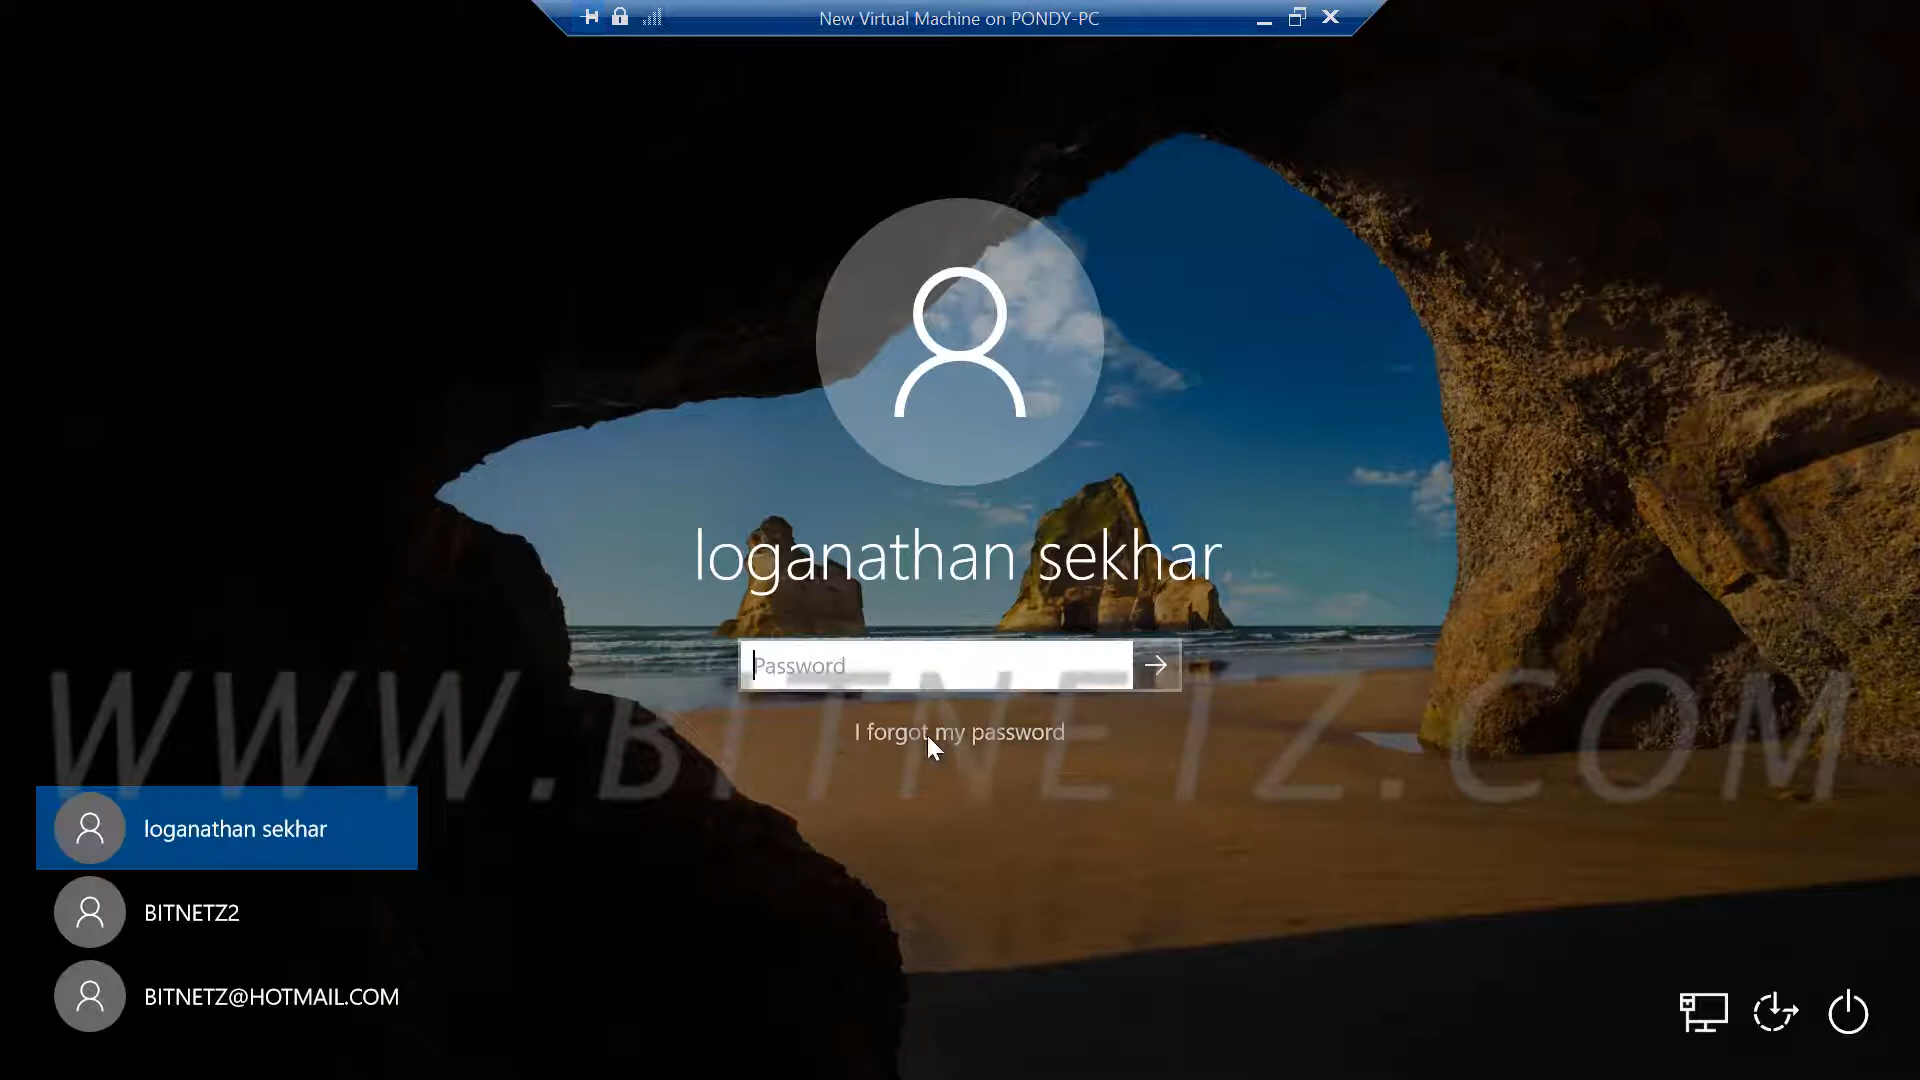 New Virtual Machine on PONDY-PC
loganathan sekhar
Password
I forgot my password
WWW.BITNETZ.COM
loganathan sekhar
BITNETZ2
BITNETZ@HOTMAIL.COM